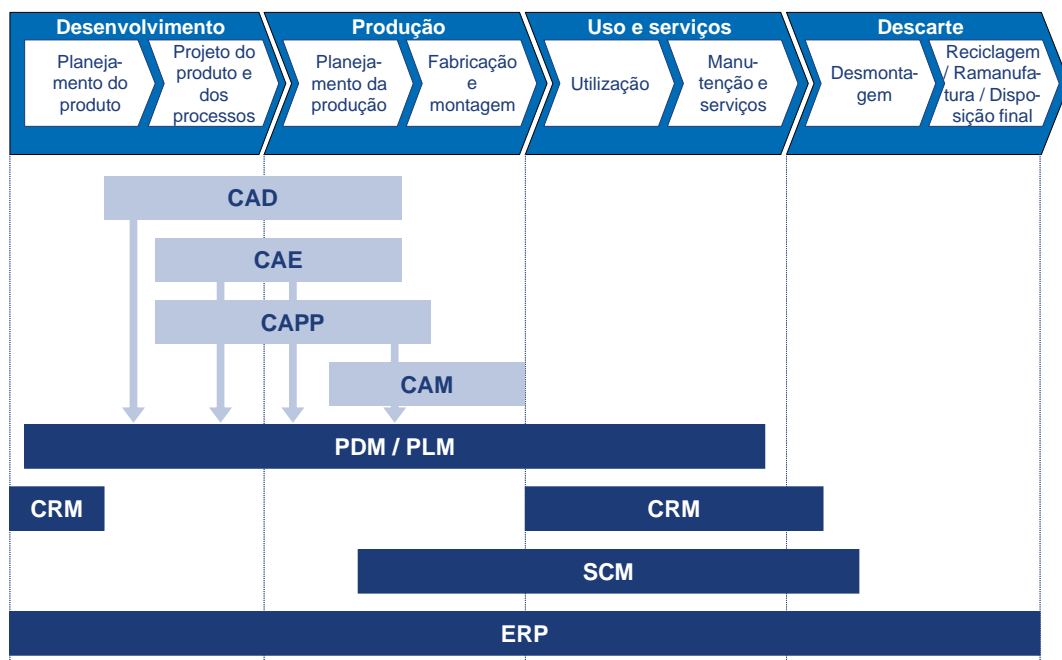 Desenvolvimento
Produção
Uso e serviços
Descarte
Planeja-
mento do
produto
Projeto do
produto e
dos
processos
Planeja-
mento da
produção
Fabricação
e
montagem
Utilização
Manu-
tenção e
serviços
Desmonta-
gem
Reciclagem
/ Ramanufa-
tura / Dispo-
sição final
CAD
CAE
CAPP
CAM
PDM / PLM
CRM
CRM
SCM
ERP